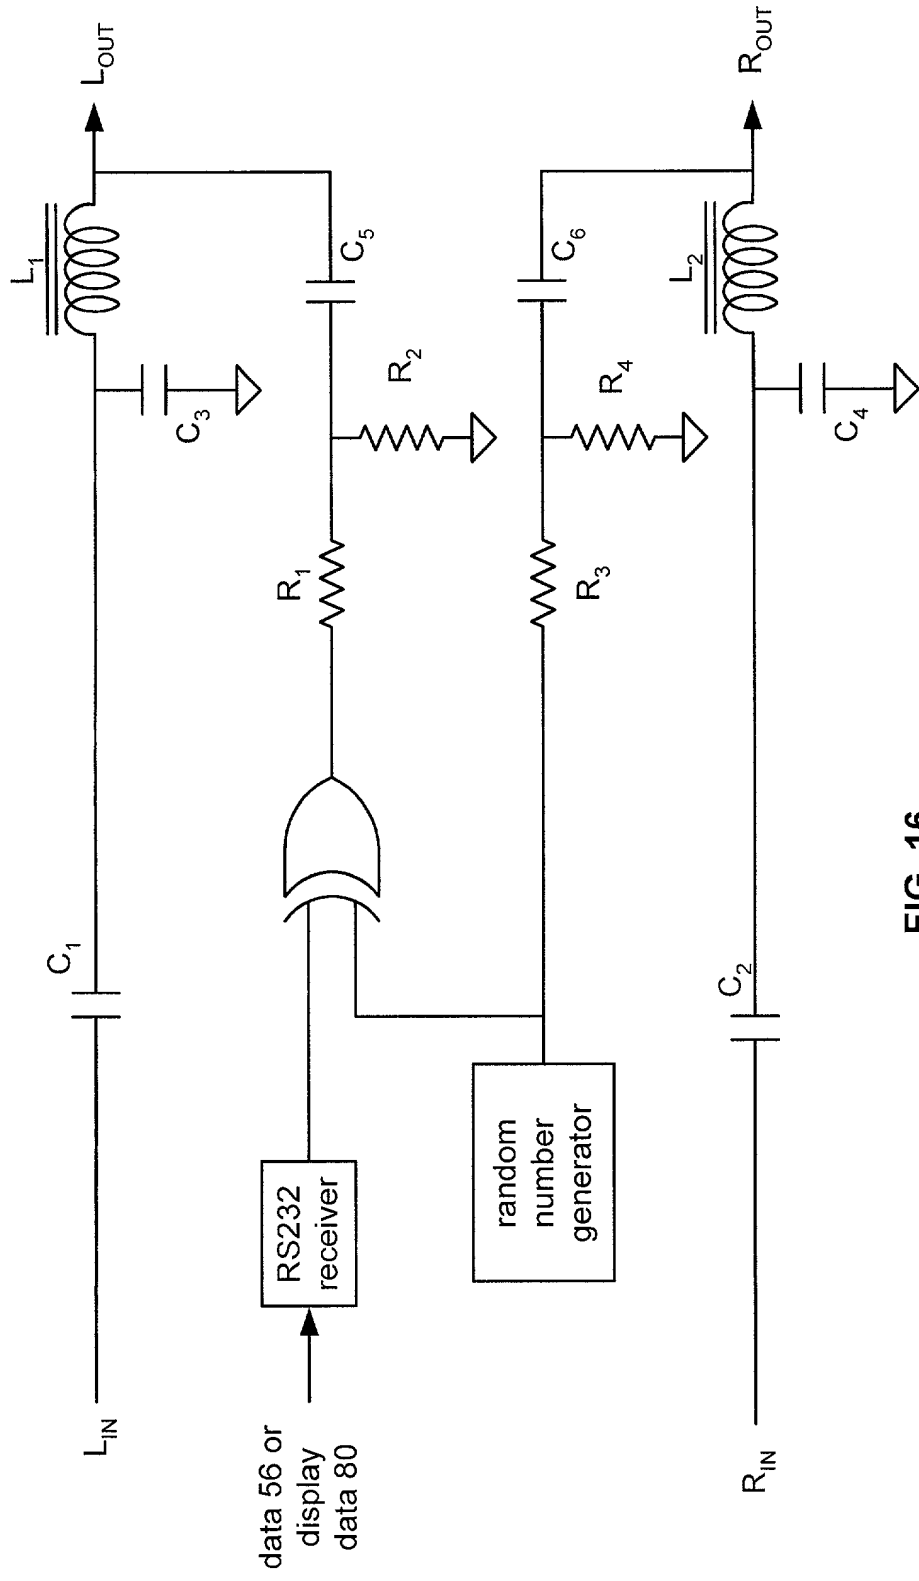 L_IN
C_1
C_3
L_1
L_OUT
data 56 or
display
data 80
RS232
receiver
R_1
R_2
C_5
random
number
generator
R_3
R_4
C_6
R_IN
C_2
C_4
L_2
R_OUT
FIG. 16